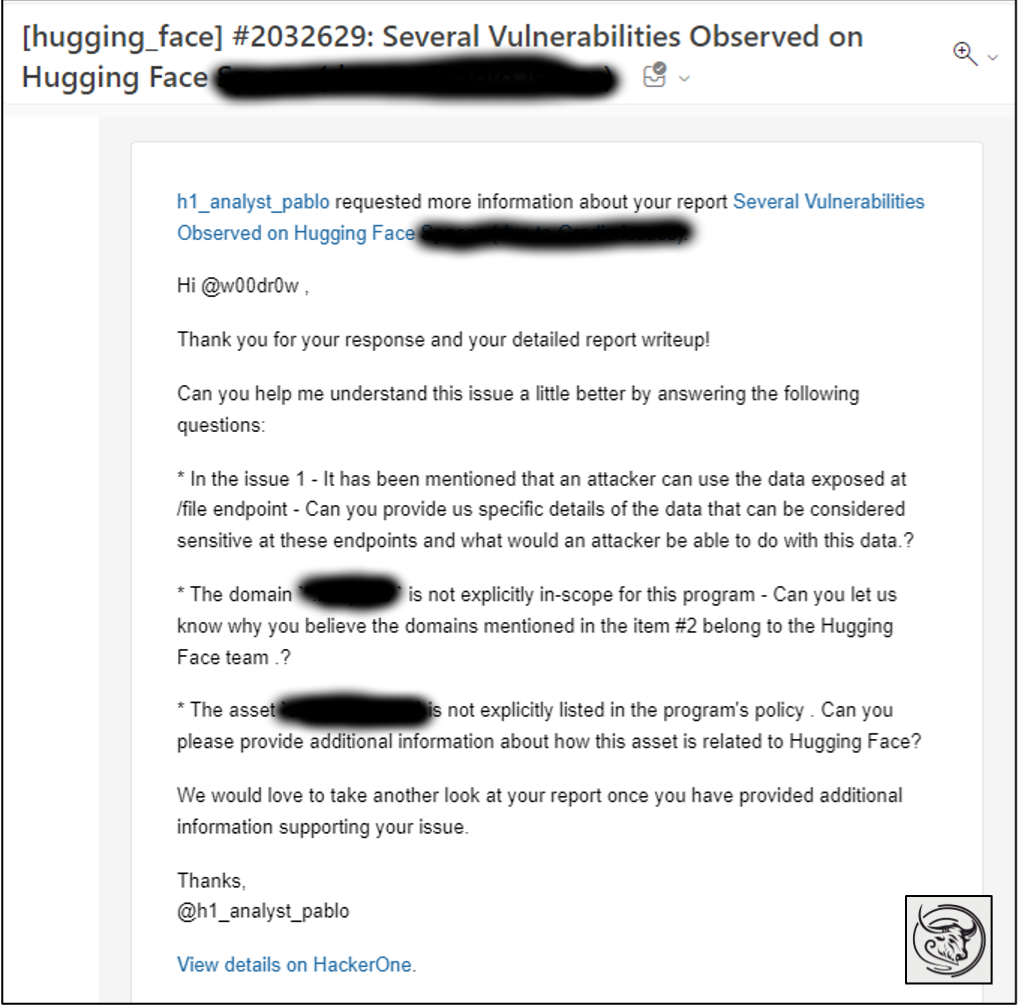 [hugging_face] #2032629: Several Vulnerabilities Observed on
Hugging Face
h1_analyst_pablo requested more information about your report Several Vulnerabilities
Observed on Hugging Face
Hi @w00dr0w ,
Thank you for your response and your detailed report writeup!
Can you help me understand this issue a little better by answering the following
questions:
* In the issue 1 - It has been mentioned that an attacker can use the data exposed at
/file endpoint - Can you provide us specific details of the data that can be considered
sensitive at these endpoints and what would an attacker be able to do with this data.?
* The domain is not explicitly in-scope for this program - Can you let us
know why you believe the domains mentioned in the item #2 belong to the Hugging
Face team .?
* The asset is not explicitly listed in the program's policy . Can you
please provide additional information about how this asset is related to Hugging Face?
We would love to take another look at your report once you have provided additional
information supporting your issue.
Thanks,
@h1_analyst_pablo
View details on HackerOne.